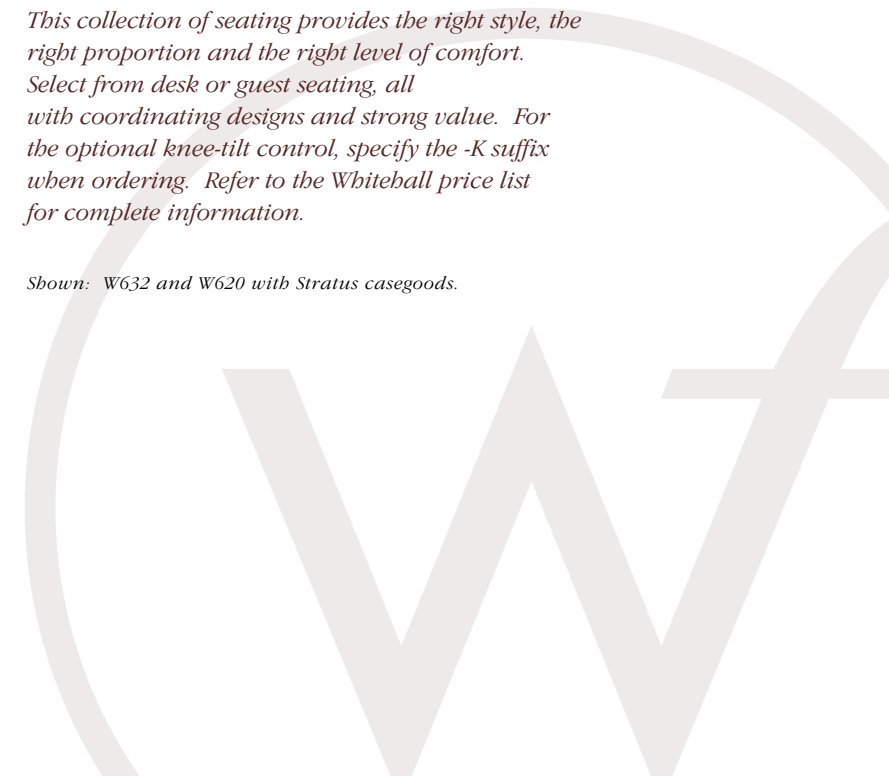 This collection of seating provides the right style, the
right proportion and the right level of comfort.
Select from desk or guest seating, all
with coordinating designs and strong value.  For
the optional knee-tilt control, specify the -K suffix
when ordering.  Refer to the Whitehall price list
for complete information.
Shown:  W632 and W620 with Stratus casegoods.
Wf